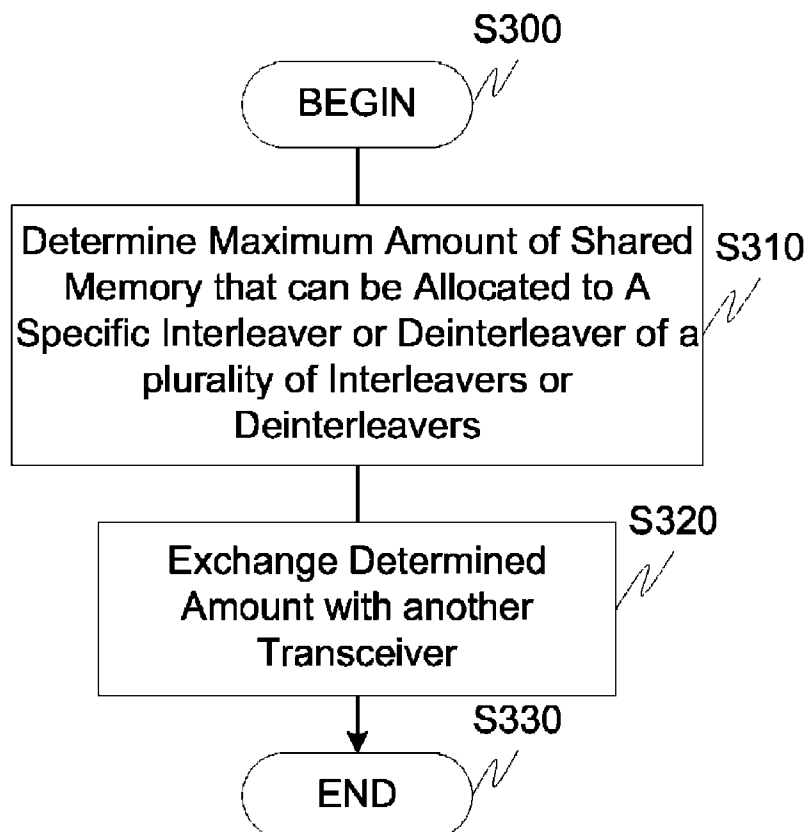 S300
BEGIN
Determine Maximum Amount of Shared
Memory that can be Allocated to A
Specific Interleaver or Deinterleaver of a
plurality of Interleavers or
Deinterleavers
S310
Exchange Determined
Amount with another
Transceiver
S320
S330
END